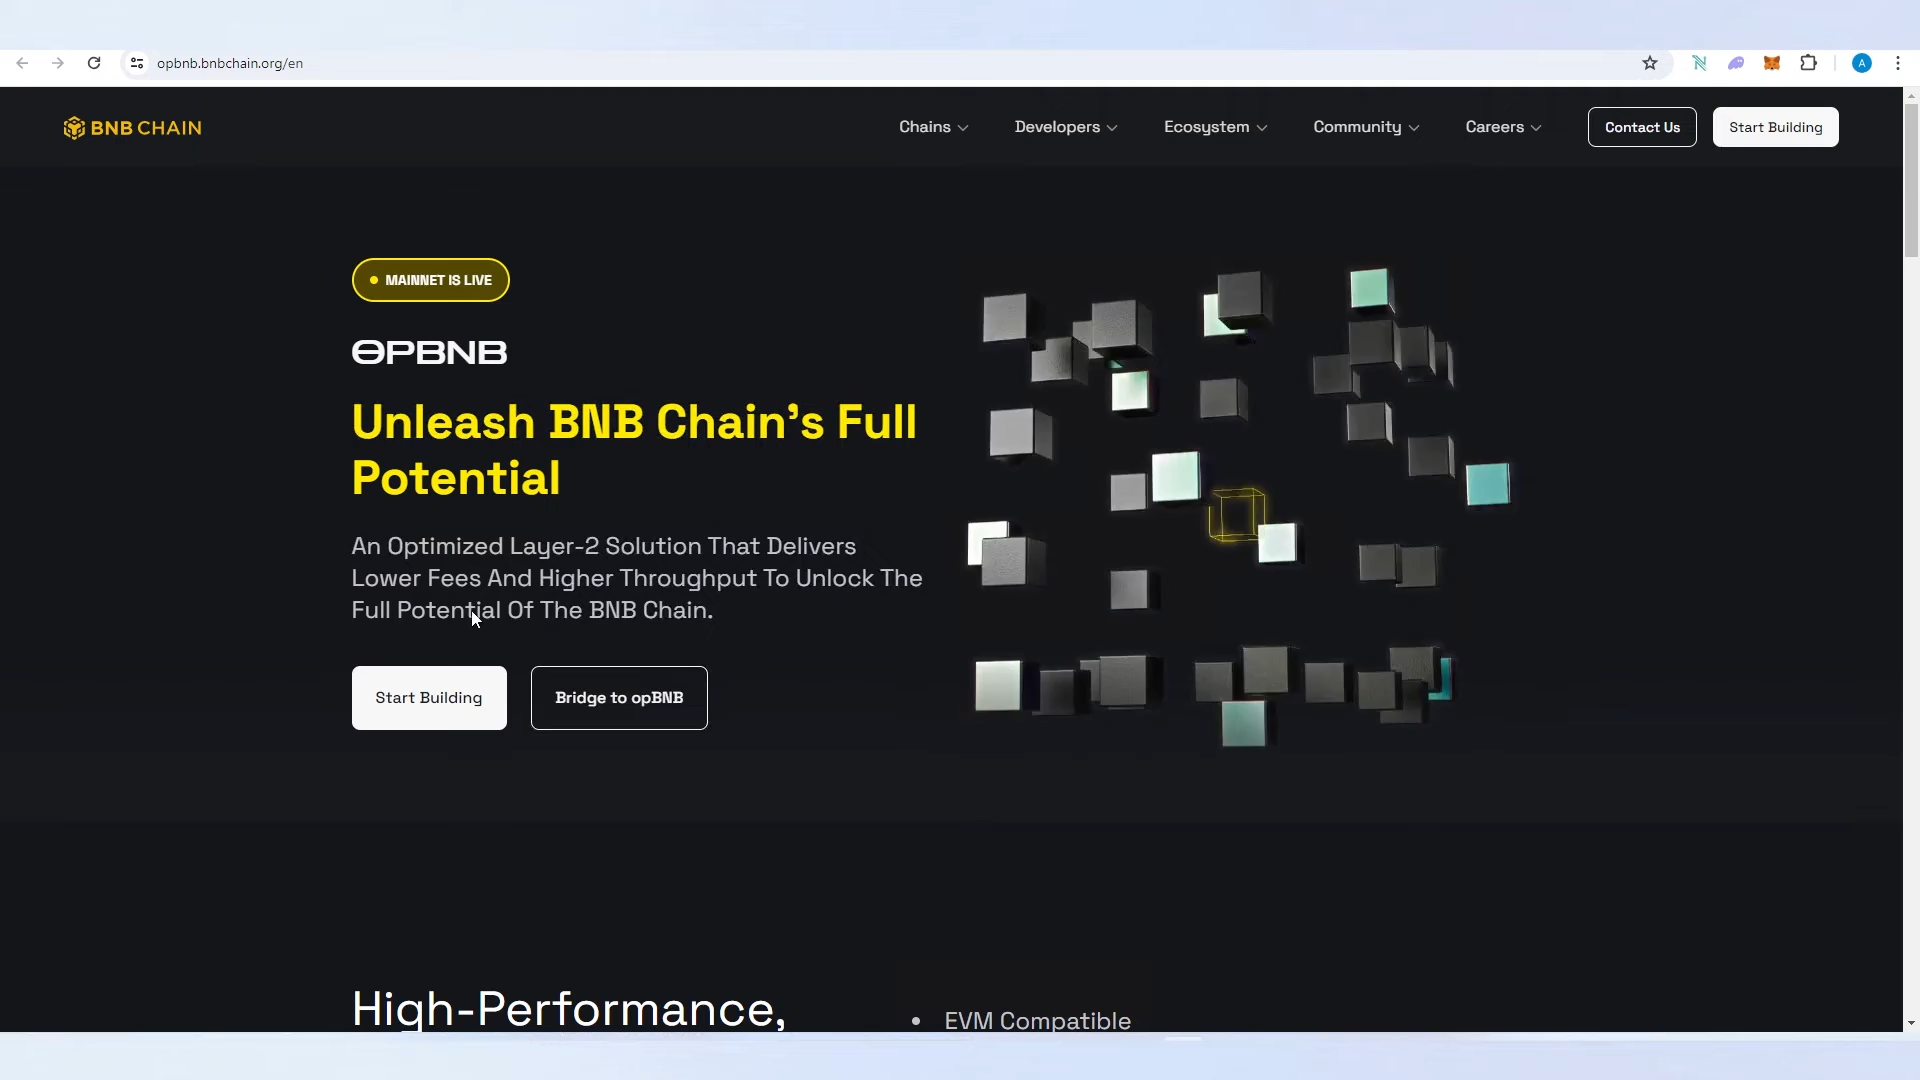 opbnb.bnbchain.org/en
A
BNB CHAIN
Chains
Developers
Ecosystem
Community
Careers
Contact Us
Start Building
MAINNET IS LIVE
OPBNB
Unleash BNB Chain's Full
Potential
An Optimized Layer-2 Solution That Delivers
Lower Fees And Higher Throughput To Unlock The
Full Potential Of The BNB Chain.
Start Building
Bridge to opBNB
High-Performance,
EVM Compatible